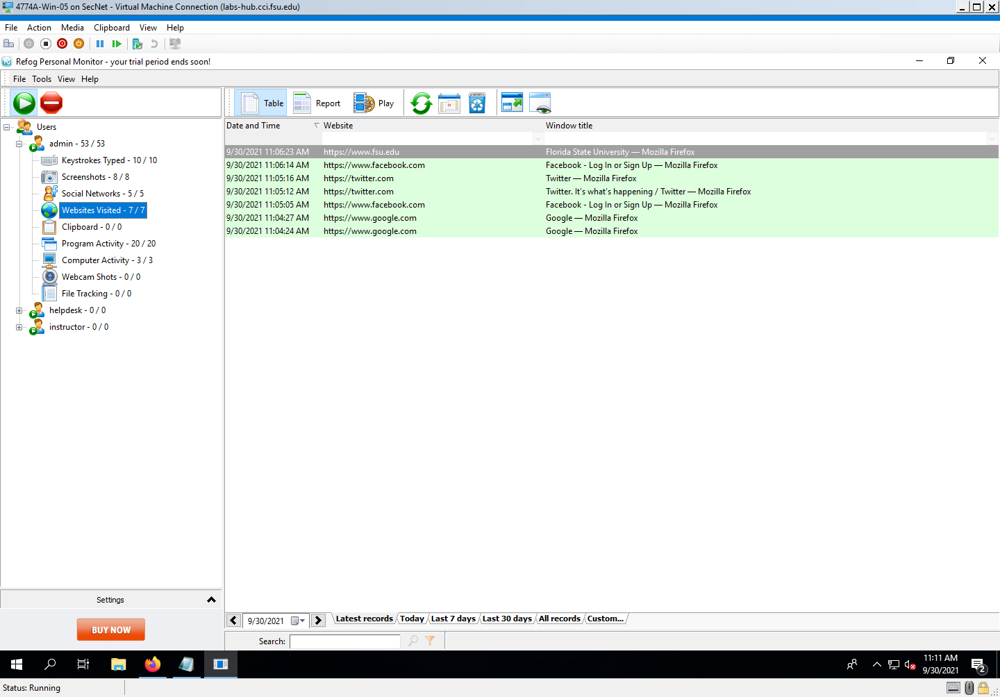 4774A-Win-05 on SecNet - Virtual Machine Connection (labs-hub.cci.fsu.edu)
File Action Media Clipboard View Help
Refog Personal Monitor - your trial period ends soon!
File Tools View Help
Table Report Play
Users
admin - 53 / 53
Keystrokes Typed - 10 / 10
Screenshots - 8 / 8
Social Networks - 5 / 5
Websites Visited - 7 / 7
Clipboard - 0 / 0
Program Activity - 20 / 20
Computer Activity - 3 / 3
Webcam Shots - 0 / 0
File Tracking - 0 / 0
helpdesk - 0 / 0
instructor - 0 / 0
Date and Time Website Window title
9/30/2021 11:06:23 AM https://www.fsu.edu Florida State University — Mozilla Firefox
9/30/2021 11:06:14 AM https://www.facebook.com Facebook - Log In or Sign Up — Mozilla Firefox
9/30/2021 11:05:16 AM https://twitter.com Twitter — Mozilla Firefox
9/30/2021 11:05:12 AM https://twitter.com Twitter. It's what's happening / Twitter — Mozilla Firefox
9/30/2021 11:05:05 AM https://www.facebook.com Facebook - Log In or Sign Up — Mozilla Firefox
9/30/2021 11:04:27 AM https://www.google.com Google — Mozilla Firefox
9/30/2021 11:04:24 AM https://www.google.com Google — Mozilla Firefox
Settings
BUY NOW
9/30/2021 Latest records Today Last 7 days Last 30 days All records Custom...
Search:
11:11 AM
9/30/2021
2
Status: Running